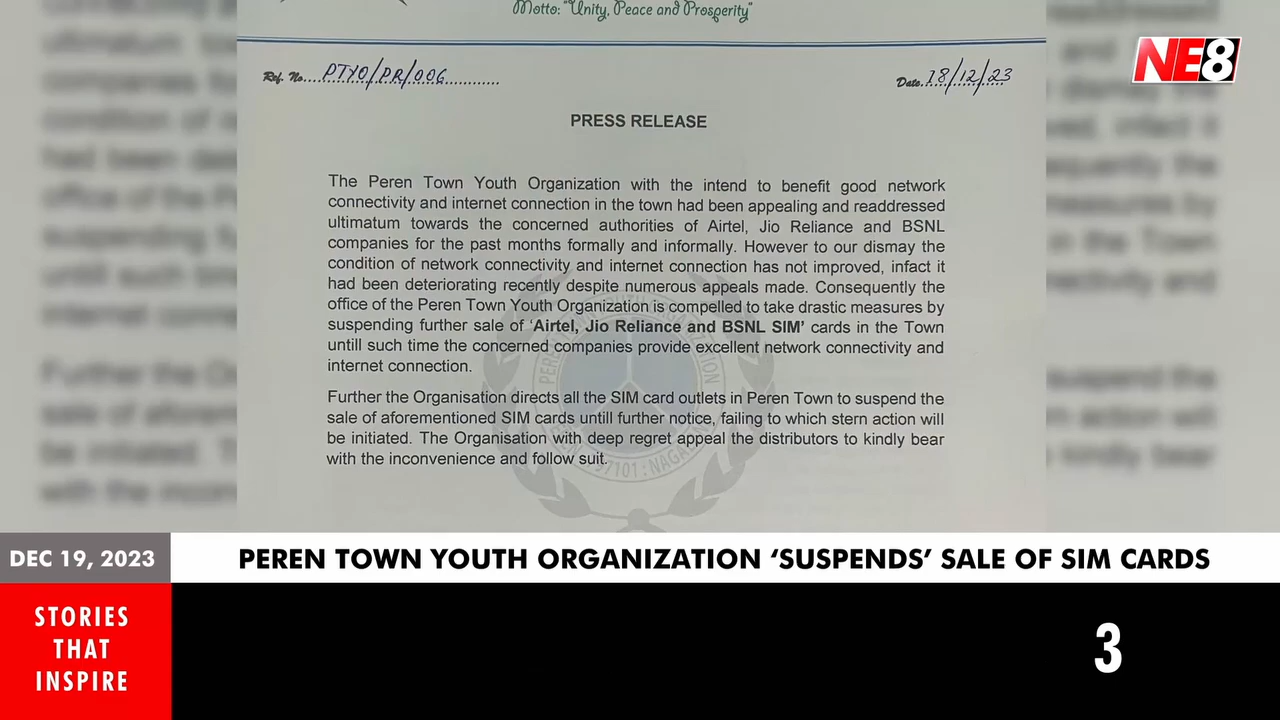 Motto: "Unity, Peace and Prosperity"
NE8
Ref. No....PTYO/PR/006............
Date.18/12/23
PRESS RELEASE
The Peren Town Youth Organization with the intend to benefit good network
connectivity and internet connection in the town had been appealing and readdressed
ultimatum towards the concerned authorities of Airtel, Jio Reliance and BSNL
companies for the past months formally and informally. However to our dismay the
condition of network connectivity and internet connection has not improved, infact it
had been deteriorating recently despite numerous appeals made. Consequently the
office of the Peren Town Youth Organization is compelled to take drastic measures by
suspending further sale of 'Airtel, Jio Reliance and BSNL SIM' cards in the Town
untill such time the concerned companies provide excellent network connectivity and
internet connection.
Further the Organisation directs all the SIM card outlets in Peren Town to suspend the
sale of aforementioned SIM cards untill further notice, failing to which stern action will
be initiated. The Organisation with deep regret appeal the distributors to kindly bear
with the inconvenience and follow suit.
DEC 19, 2023
PEREN TOWN YOUTH ORGANIZATION ‘SUSPENDS’ SALE OF SIM CARDS
STORIES
THAT
INSPIRE
3